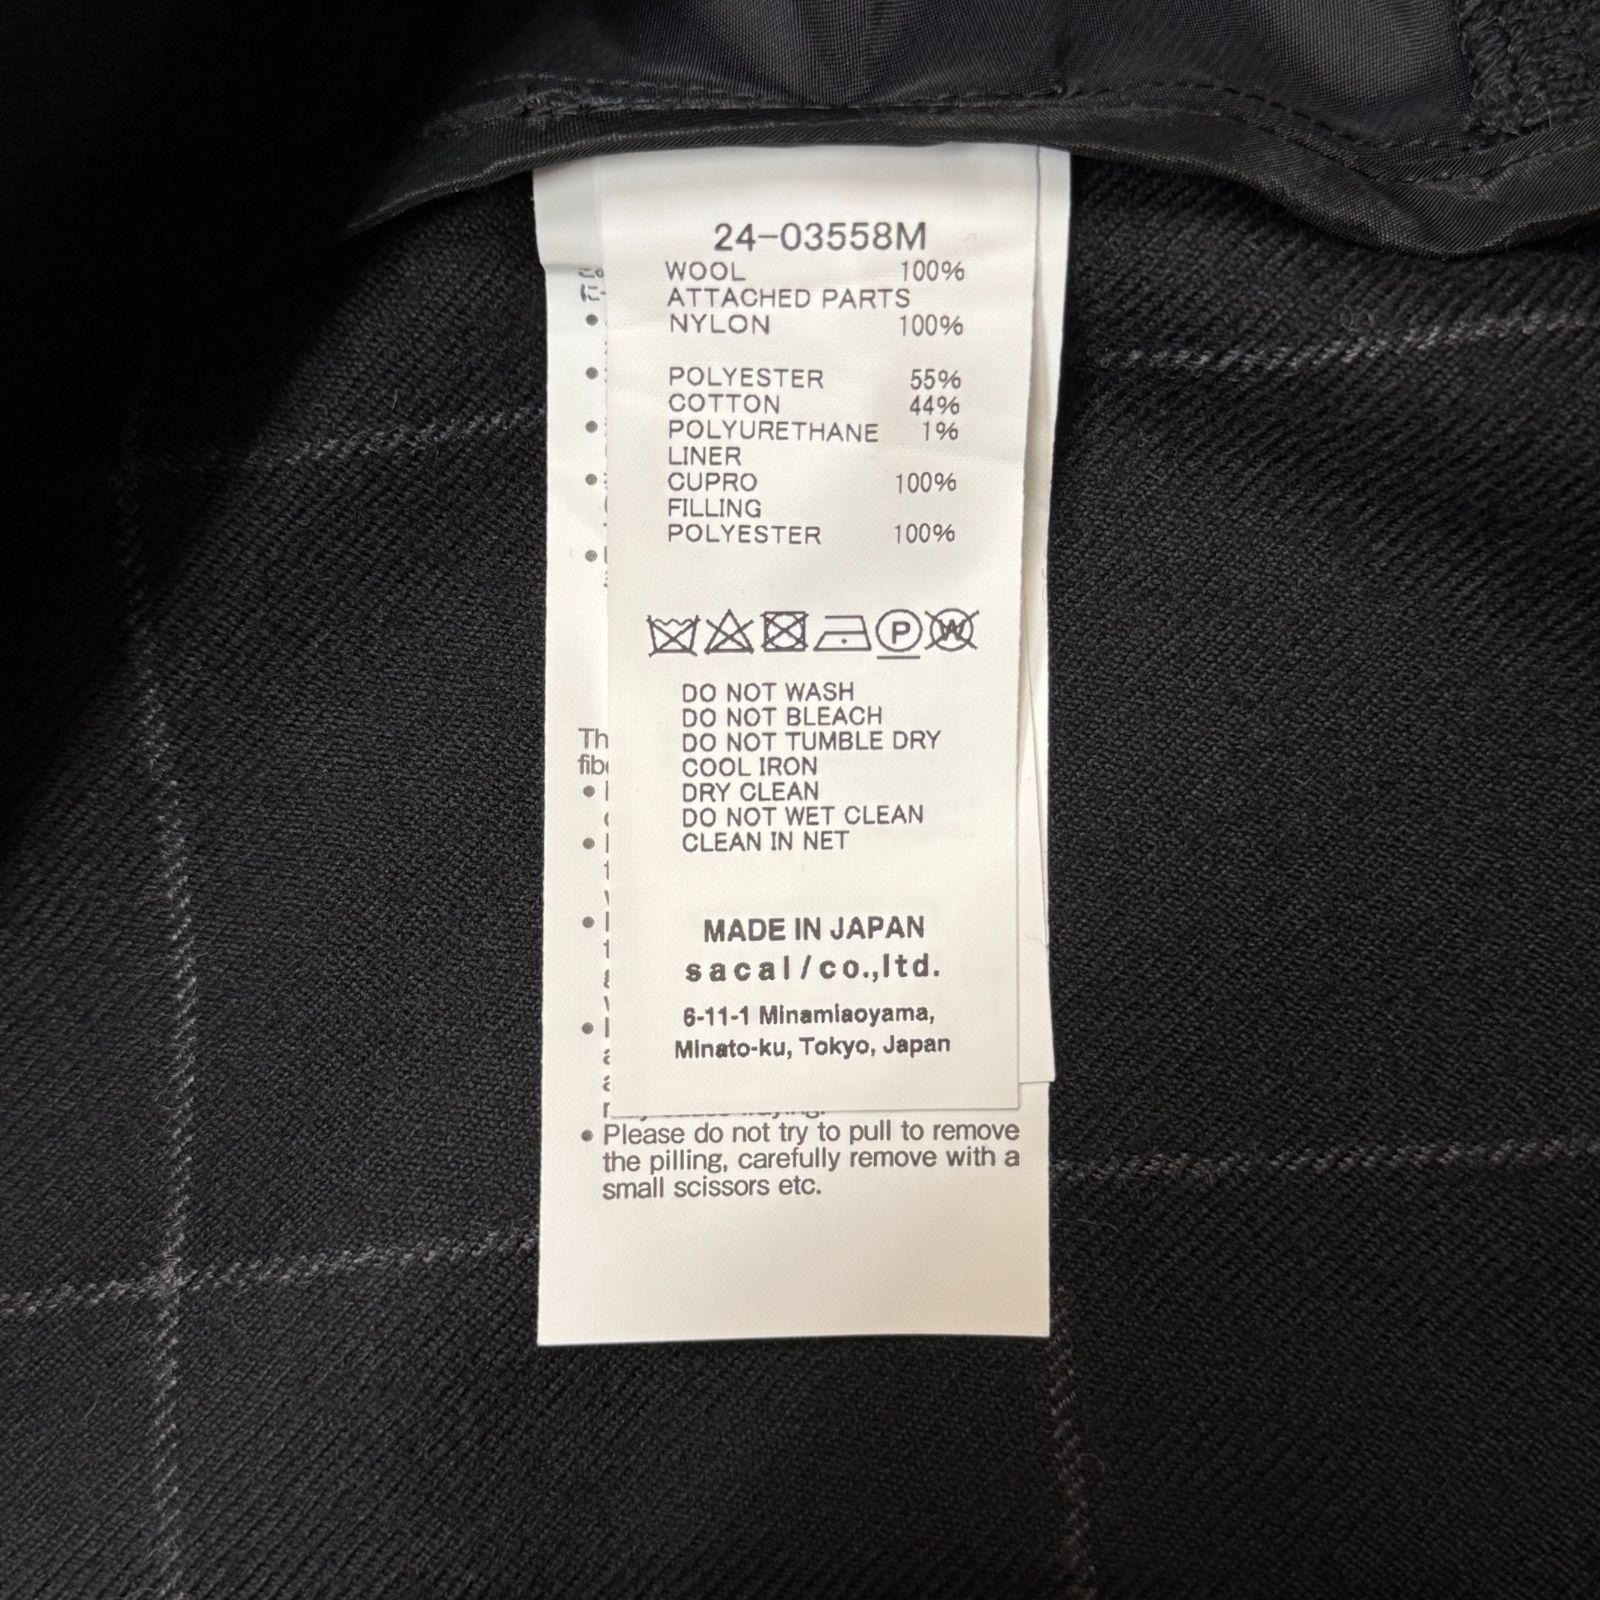 24-03558M
WOOL 100%
ATTACHED PARTS
NYLON 100%
POLYESTER 55%
COTTON 44%
POLYURETHANE 1%
LINER
CUPRO 100%
FILLING
POLYESTER 100%
P W
DO NOT WASH
DO NOT BLEACH
DO NOT TUMBLE DRY
COOL IRON
DRY CLEAN
DO NOT WET CLEAN
CLEAN IN NET
MADE IN JAPAN
sacai/co.,ltd.
6-11-1 Minamiaoyama,
Minato-ku, Tokyo, Japan
• Please do not try to pull to remove
the pilling, carefully remove with a
small scissors etc.